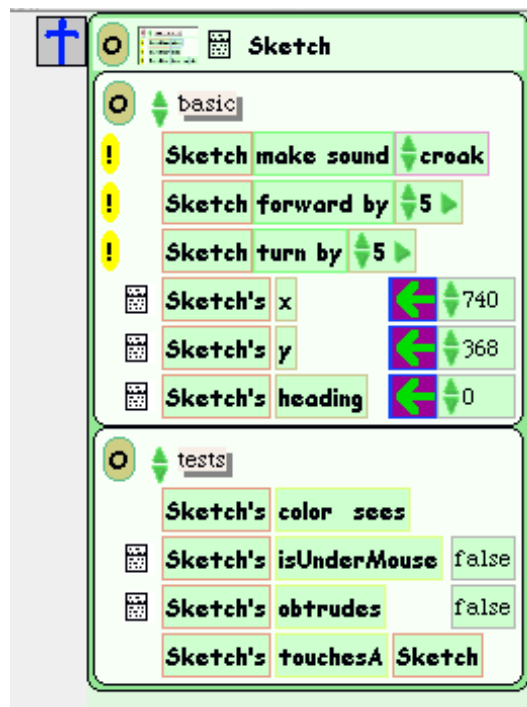 Sketch
basic
! Sketch make sound croak
! Sketch forward by 5
! Sketch turn by 5
Sketch's x 740
Sketch's y 368
Sketch's heading 0
tests
Sketch's color sees
Sketch's isUnderMouse false
Sketch's obtrudes false
Sketch's touchesA Sketch